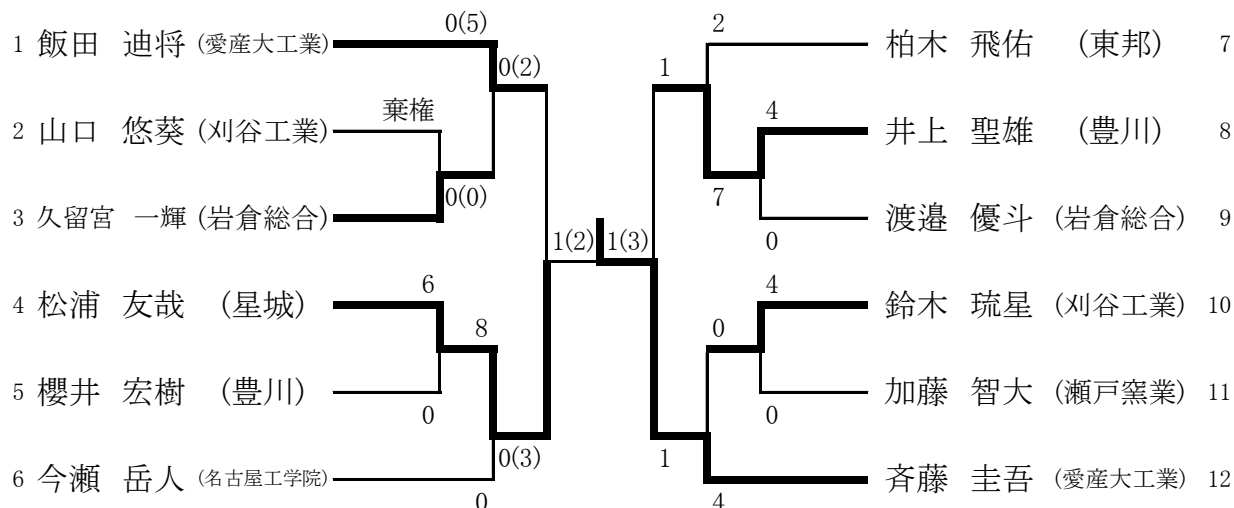 0(5)
2
1 飯田 迪将 (愛産大工業)
柏木 飛佑 (東邦) 7
0(2)
1
棄権
4
2 山口 悠葵 (刈谷工業)
井上 聖雄 (豊川) 8
0(0)
7
3 久留宮 一輝 (岩倉総合)
渡邉 優斗 (岩倉総合) 9
1(2) 1(3)
0
6
4
4 松浦 友哉 (星城)
鈴木 琉星 (刈谷工業) 10
8
0
5 櫻井 宏樹 (豊川)
加藤 智大 (瀬戸窯業) 11
0
0
0(3)
1
6 今瀬 岳人 (名古屋工学院)
斉藤 圭吾 (愛産大工業) 12
0
4